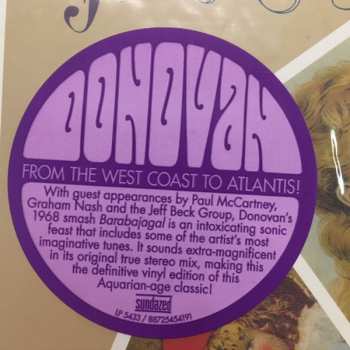 DONOVAN
FROM THE WEST COAST TO ATLANTIS!
With guest appearances by Paul McCartney,
Graham Nash and the Jeff Beck Group, Donovan's
1968 smash Barabajagal is an intoxicating sonic
feast that includes some of the artist's most
imaginative tunes. It sounds extra-magnificent
in its original true stereo mix, making this
the definitive vinyl edition of this
Aquarian-age classic!
sundazed
LP 5433 / 88725454191